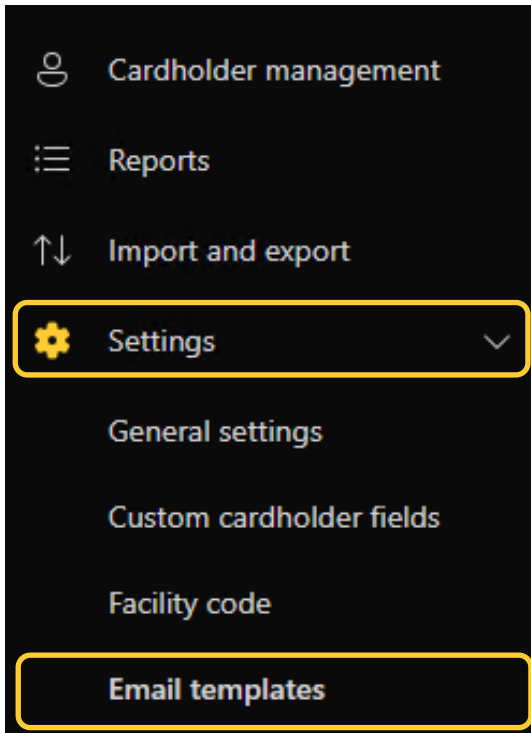 Cardholder management
Reports
Import and export
Settings
General settings
Custom cardholder fields
Facility code
Email templates